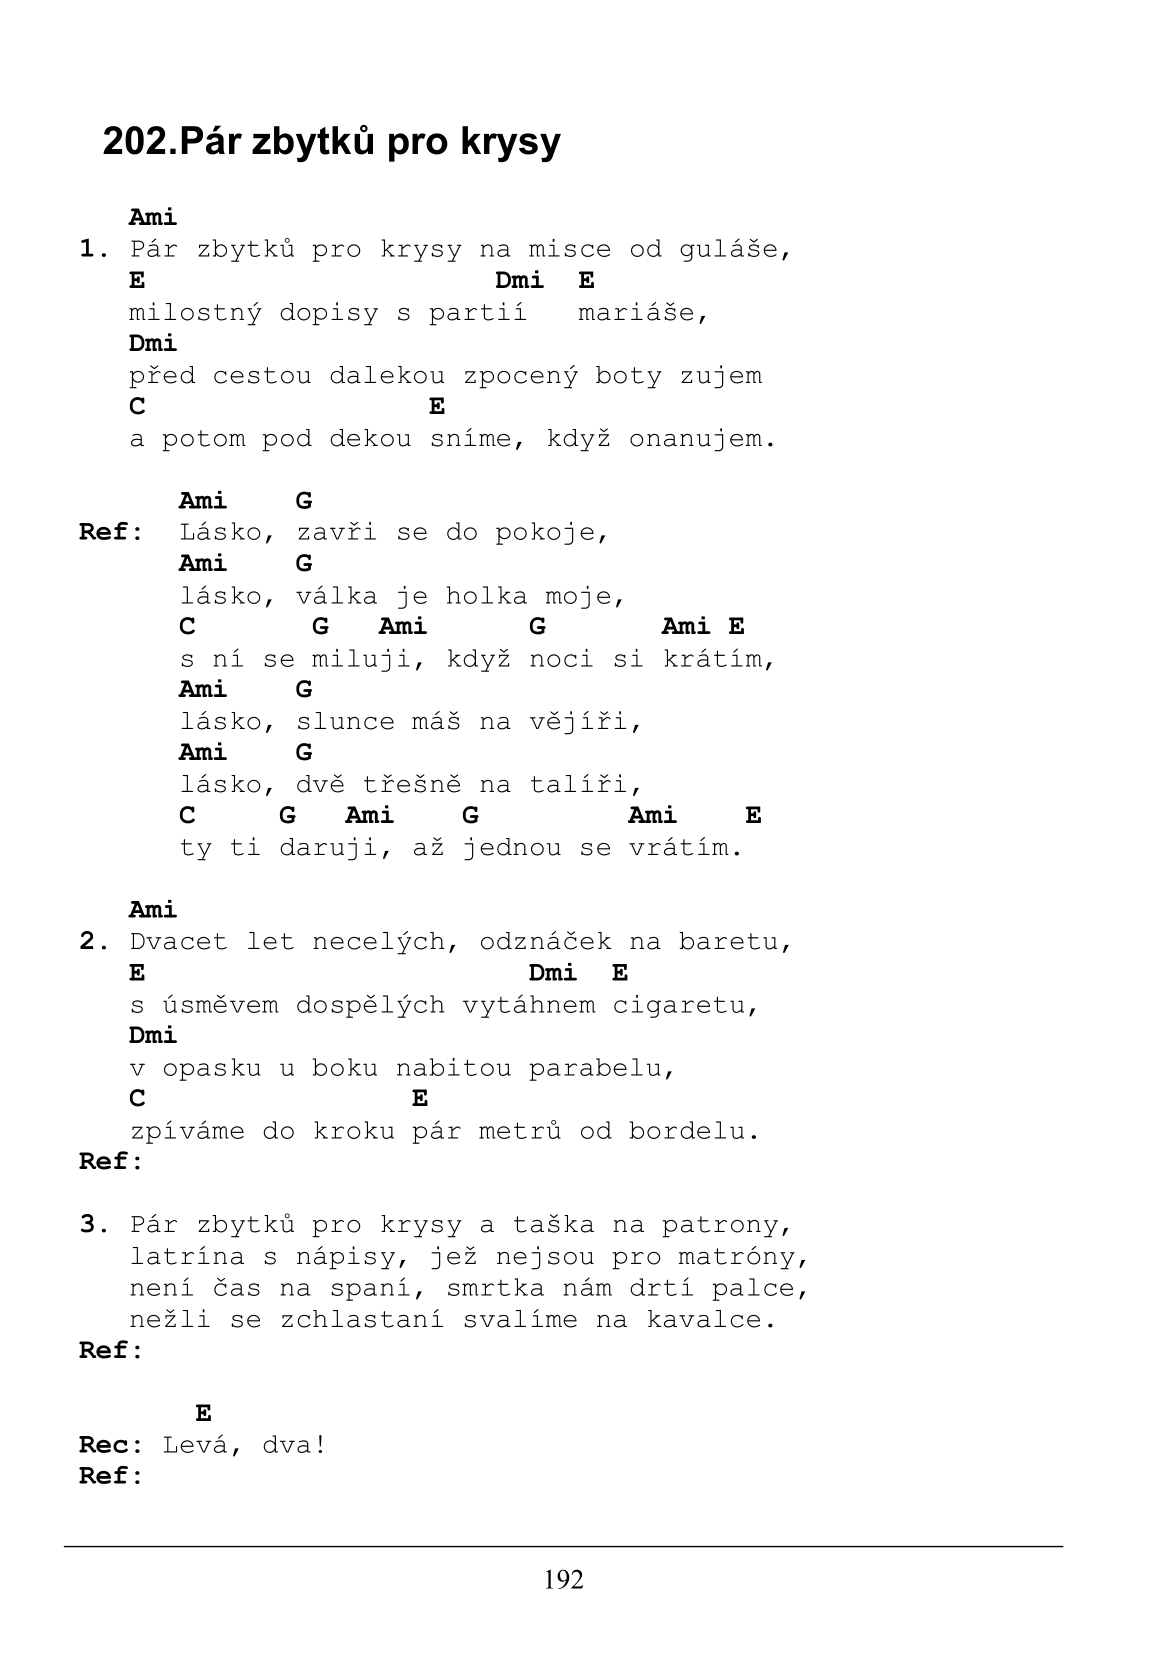 202.Pár zbytků pro krysy
Ami
1. Pár zbytků pro krysy na misce od guláše,
E Dmi E
milostný dopisy s partií mariáše,
Dmi
před cestou dalekou zpocený boty zujem
C E
a potom pod dekou sníme, když onanujem.
Ami G
Ref: Lásko, zavři se do pokoje,
Ami G
lásko, válka je holka moje,
C G Ami G Ami E
s ní se miluji, když noci si krátím,
Ami G
lásko, slunce máš na vějíři,
Ami G
lásko, dvě třešně na talíři,
C G Ami G Ami E
ty ti daruji, až jednou se vrátím.
Ami
2. Dvacet let necelých, odznáček na baretu,
E Dmi E
s úsměvem dospělých vytáhnem cigaretu,
Dmi
v opasku u boku nabitou parabelu,
C E
zpíváme do kroku pár metrů od bordelu.
Ref:
3. Pár zbytků pro krysy a taška na patrony,
latrína s nápisy, jež nejsou pro matróny,
není čas na spaní, smrtka nám drtí palce,
nežli se zchlastaní svalíme na kavalce.
Ref:
E
Rec: Levá, dva!
Ref:
192